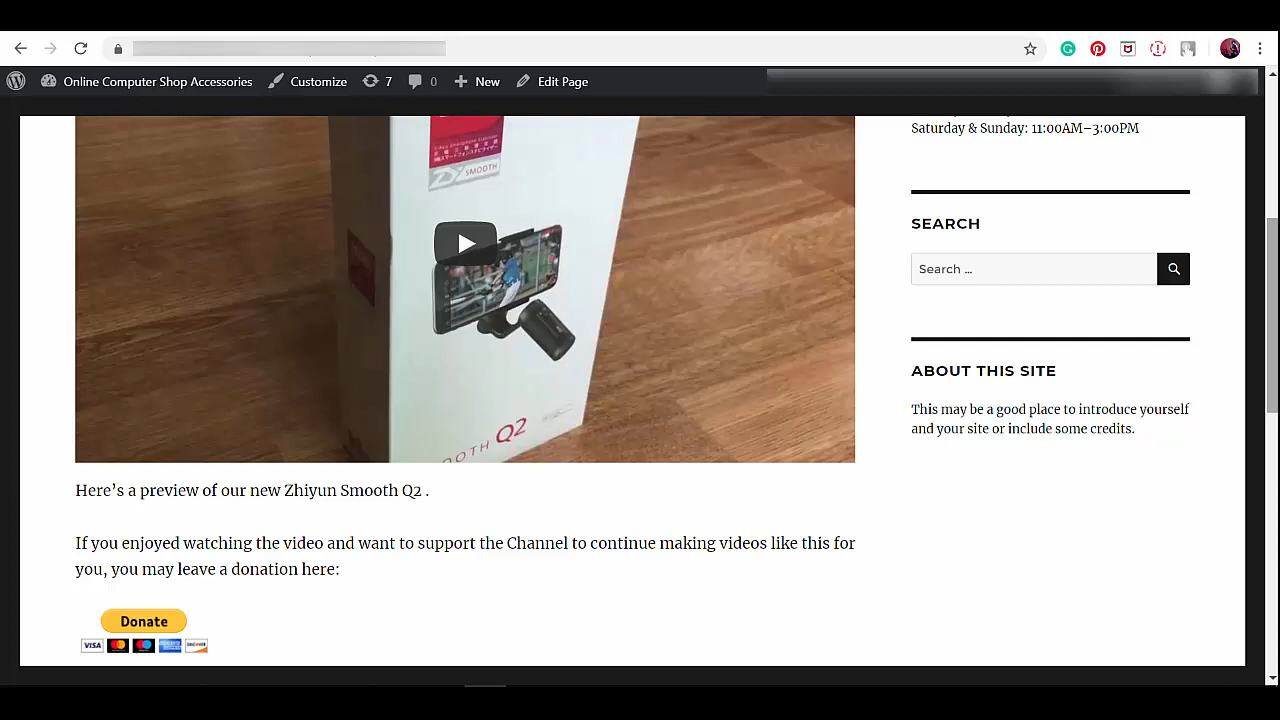 Online Computer Shop Accessories
Customize
7
0
New
Edit Page
Saturday & Sunday: 11:00AM–3:00PM
SMOOTH
SEARCH
Search ...
ABOUT THIS SITE
This may be a good place to introduce yourself
and your site or include some credits.
OOTH Q2
Here’s a preview of our new Zhiyun Smooth Q2 .
If you enjoyed watching the video and want to support the Channel to continue making videos like this for
you, you may leave a donation here:
Donate
VISA
DISCOVER